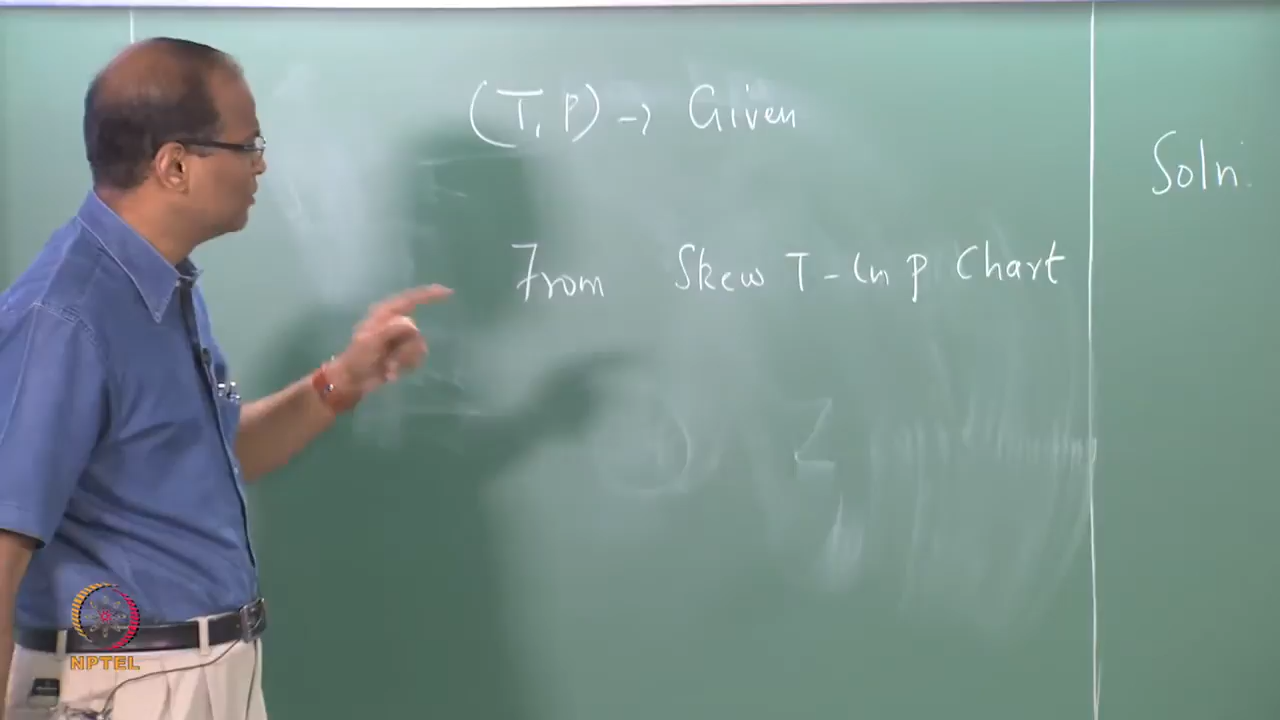 (T, P) → Given
From Skew T - ln p Chart
Soln.
NPTEL